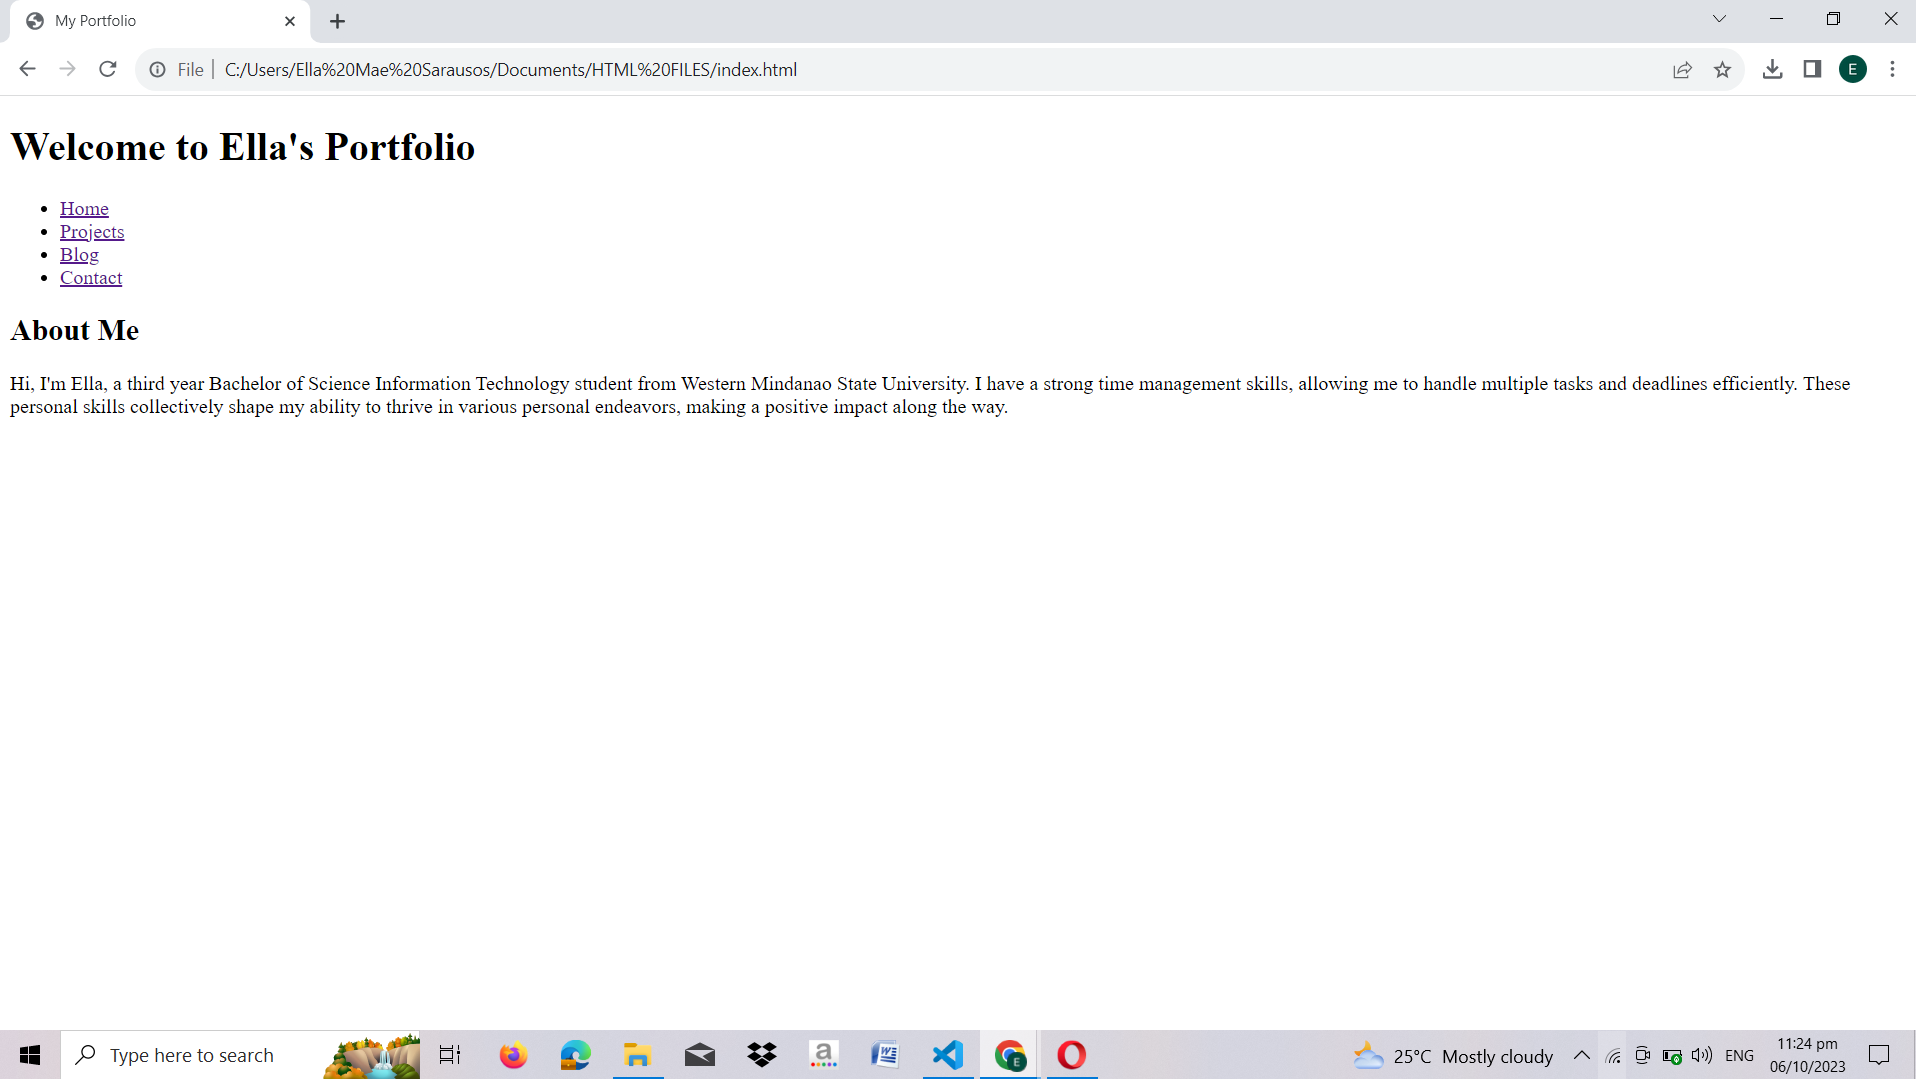 My Portfolio
File
C:/Users/Ella%20Mae%20Sarausos/Documents/HTML%20FILES/index.html
E
Welcome to Ella's Portfolio
Home
Projects
Blog
Contact
About Me
Hi, I'm Ella, a third year Bachelor of Science Information Technology student from Western Mindanao State University. I have a strong time management skills, allowing me to handle multiple tasks and deadlines efficiently. These
personal skills collectively shape my ability to thrive in various personal endeavors, making a positive impact along the way.
Type here to search
a
W
E
25°C Mostly cloudy
ENG
11:24 pm
06/10/2023